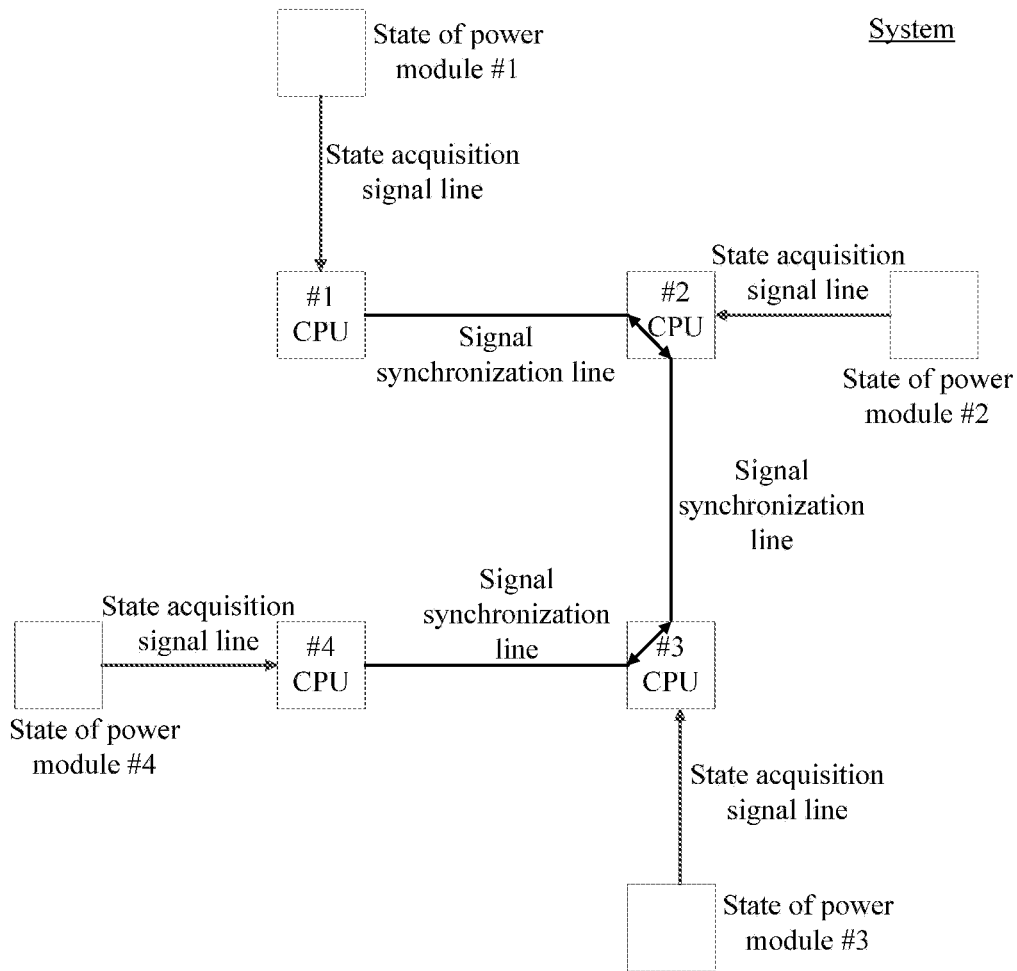 System
State of power
module #1
State acquisition
signal line
#1
CPU
Signal
synchronization line
#2
CPU
State acquisition
signal line
State of power
module #2
Signal
synchronization
line
State acquisition
signal line
State of power
module #4
#4
CPU
Signal
synchronization
line
#3
CPU
State acquisition
signal line
State of power
module #3